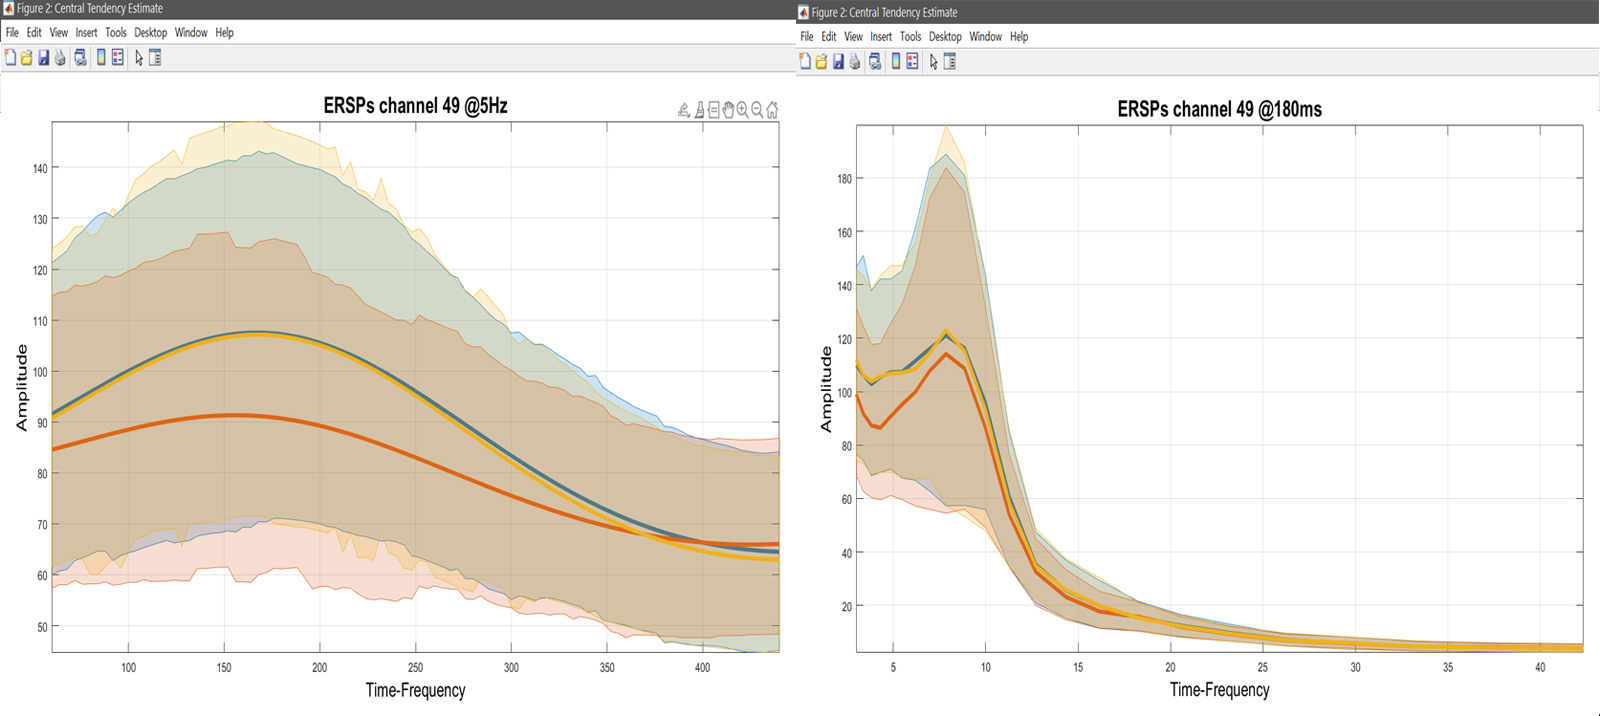 Figure 2: Central Tendency Estimate
File Edit View Insert Tools Desktop Window Help
ERSPs channel 49 @5Hz
140
130
120
110
100
90
80
70
60
50
Amplitude
100 150 200 250 300 350 400
Time-Frequency
Figure 2: Central Tendency Estimate
File Edit View Insert Tools Desktop Window Help
ERSPs channel 49 @180ms
180
160
140
120
100
80
60
40
20
Amplitude
5 10 15 20 25 30 35 40
Time-Frequency